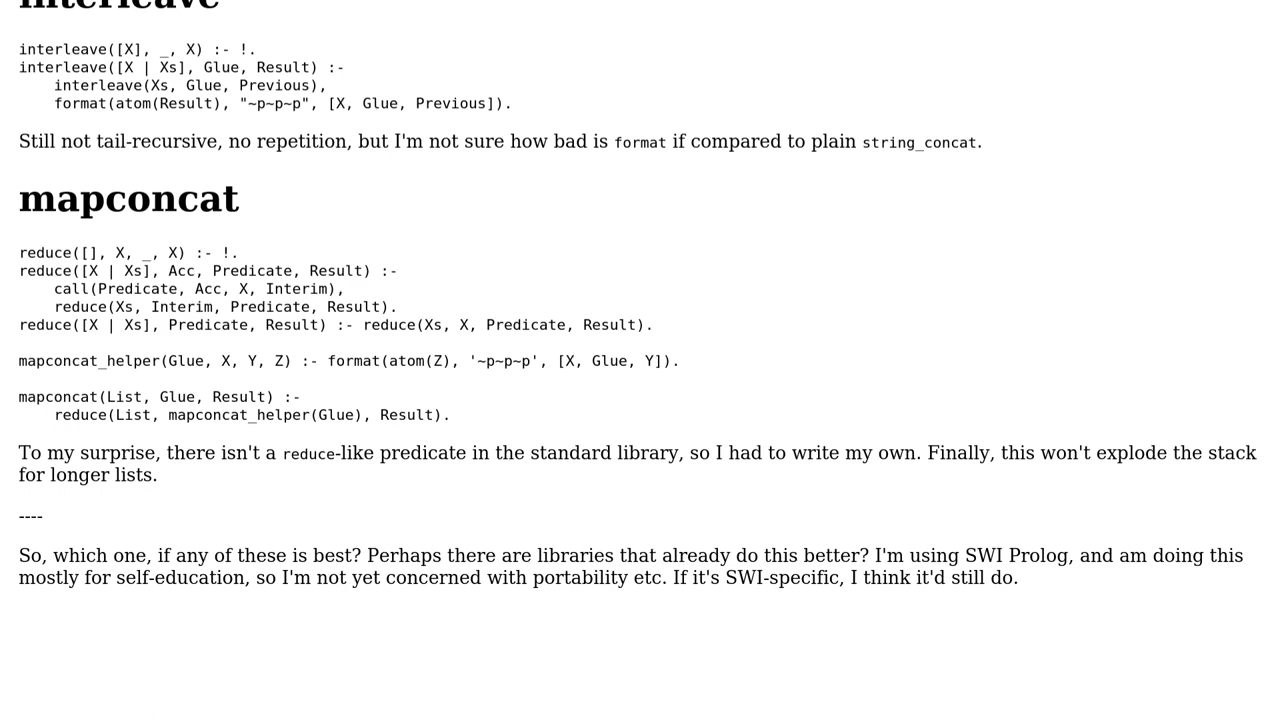 interleave
interleave([X], _, X) :- !.
interleave([X | Xs], Glue, Result) :-
    interleave(Xs, Glue, Previous),
    format(atom(Result), "~p~p~p", [X, Glue, Previous]).
Still not tail-recursive, no repetition, but I'm not sure how bad is format if compared to plain string_concat.
mapconcat
reduce([], X, _, X) :- !.
reduce([X | Xs], Acc, Predicate, Result) :-
    call(Predicate, Acc, X, Interim),
    reduce(Xs, Interim, Predicate, Result).
reduce([X | Xs], Predicate, Result) :- reduce(Xs, X, Predicate, Result).
mapconcat_helper(Glue, X, Y, Z) :- format(atom(Z), '~p~p~p', [X, Glue, Y]).
mapconcat(List, Glue, Result) :-
    reduce(List, mapconcat_helper(Glue), Result).
To my surprise, there isn't a reduce-like predicate in the standard library, so I had to write my own. Finally, this won't explode the stack
for longer lists.
----
So, which one, if any of these is best? Perhaps there are libraries that already do this better? I'm using SWI Prolog, and am doing this
mostly for self-education, so I'm not yet concerned with portability etc. If it's SWI-specific, I think it'd still do.